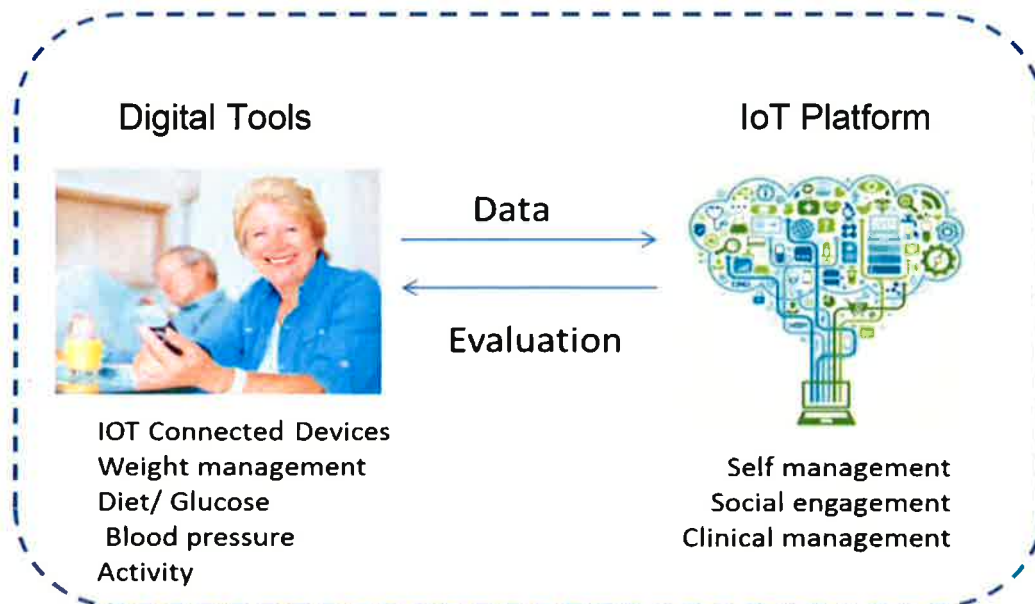 Digital Tools
IoT Platform
Data
Evaluation
IOT Connected Devices
Weight management
Diet/ Glucose
Blood pressure
Activity
Self management
Social engagement
Clinical management